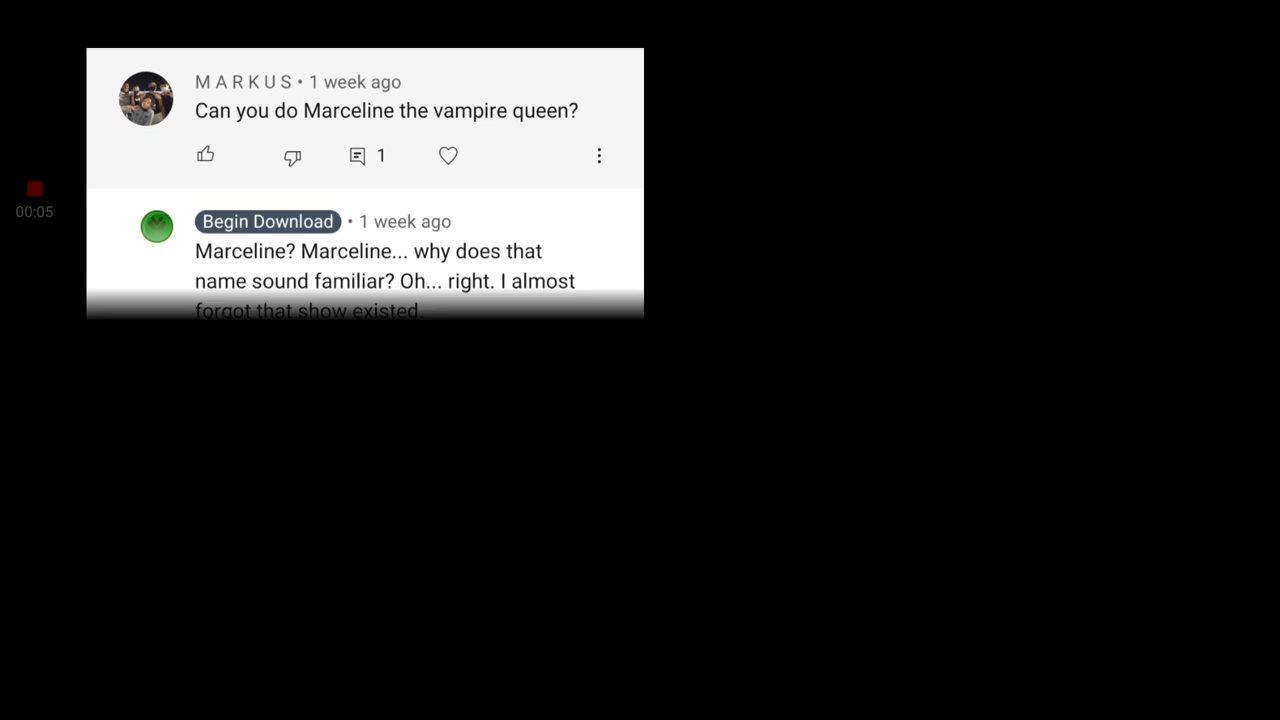 M A R K U S • 1 week ago
Can you do Marceline the vampire queen?
1
00:05
Begin Download • 1 week ago
Marceline? Marceline... why does that
name sound familiar? Oh... right. I almost
forgot that show existed.